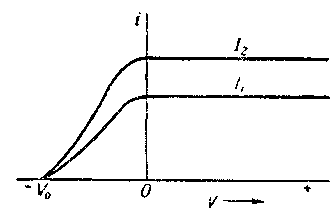 i
I₂
I₁
- V₀ 0 V → +